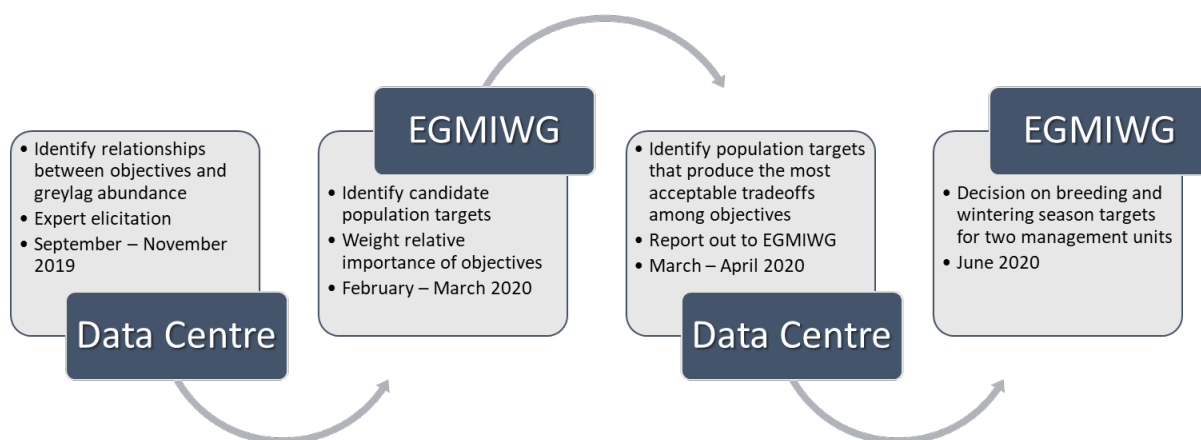 • Identify relationships
between objectives and
greylag abundance
• Expert elicitation
• September – November
2019
Data Centre
EGMIWG
• Identify candidate
population targets
• Weight relative
importance of objectives
• February – March 2020
• Identify population targets
that produce the most
acceptable tradeoffs
among objectives
• Report out to EGMIWG
• March – April 2020
Data Centre
EGMIWG
• Decision on breeding and
wintering season targets
for two management units
• June 2020